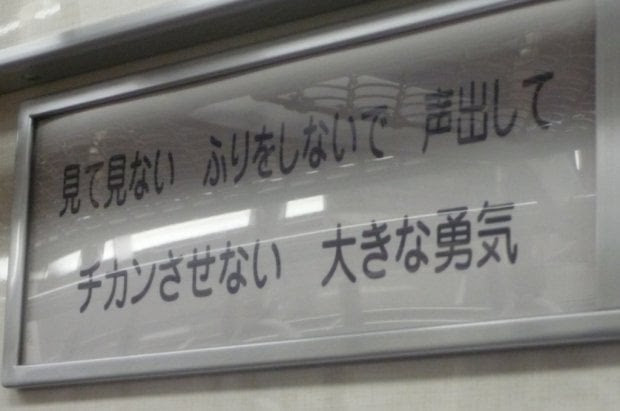 見て見ない ふりをしないで 声出して
チカンさせない 大きな勇気